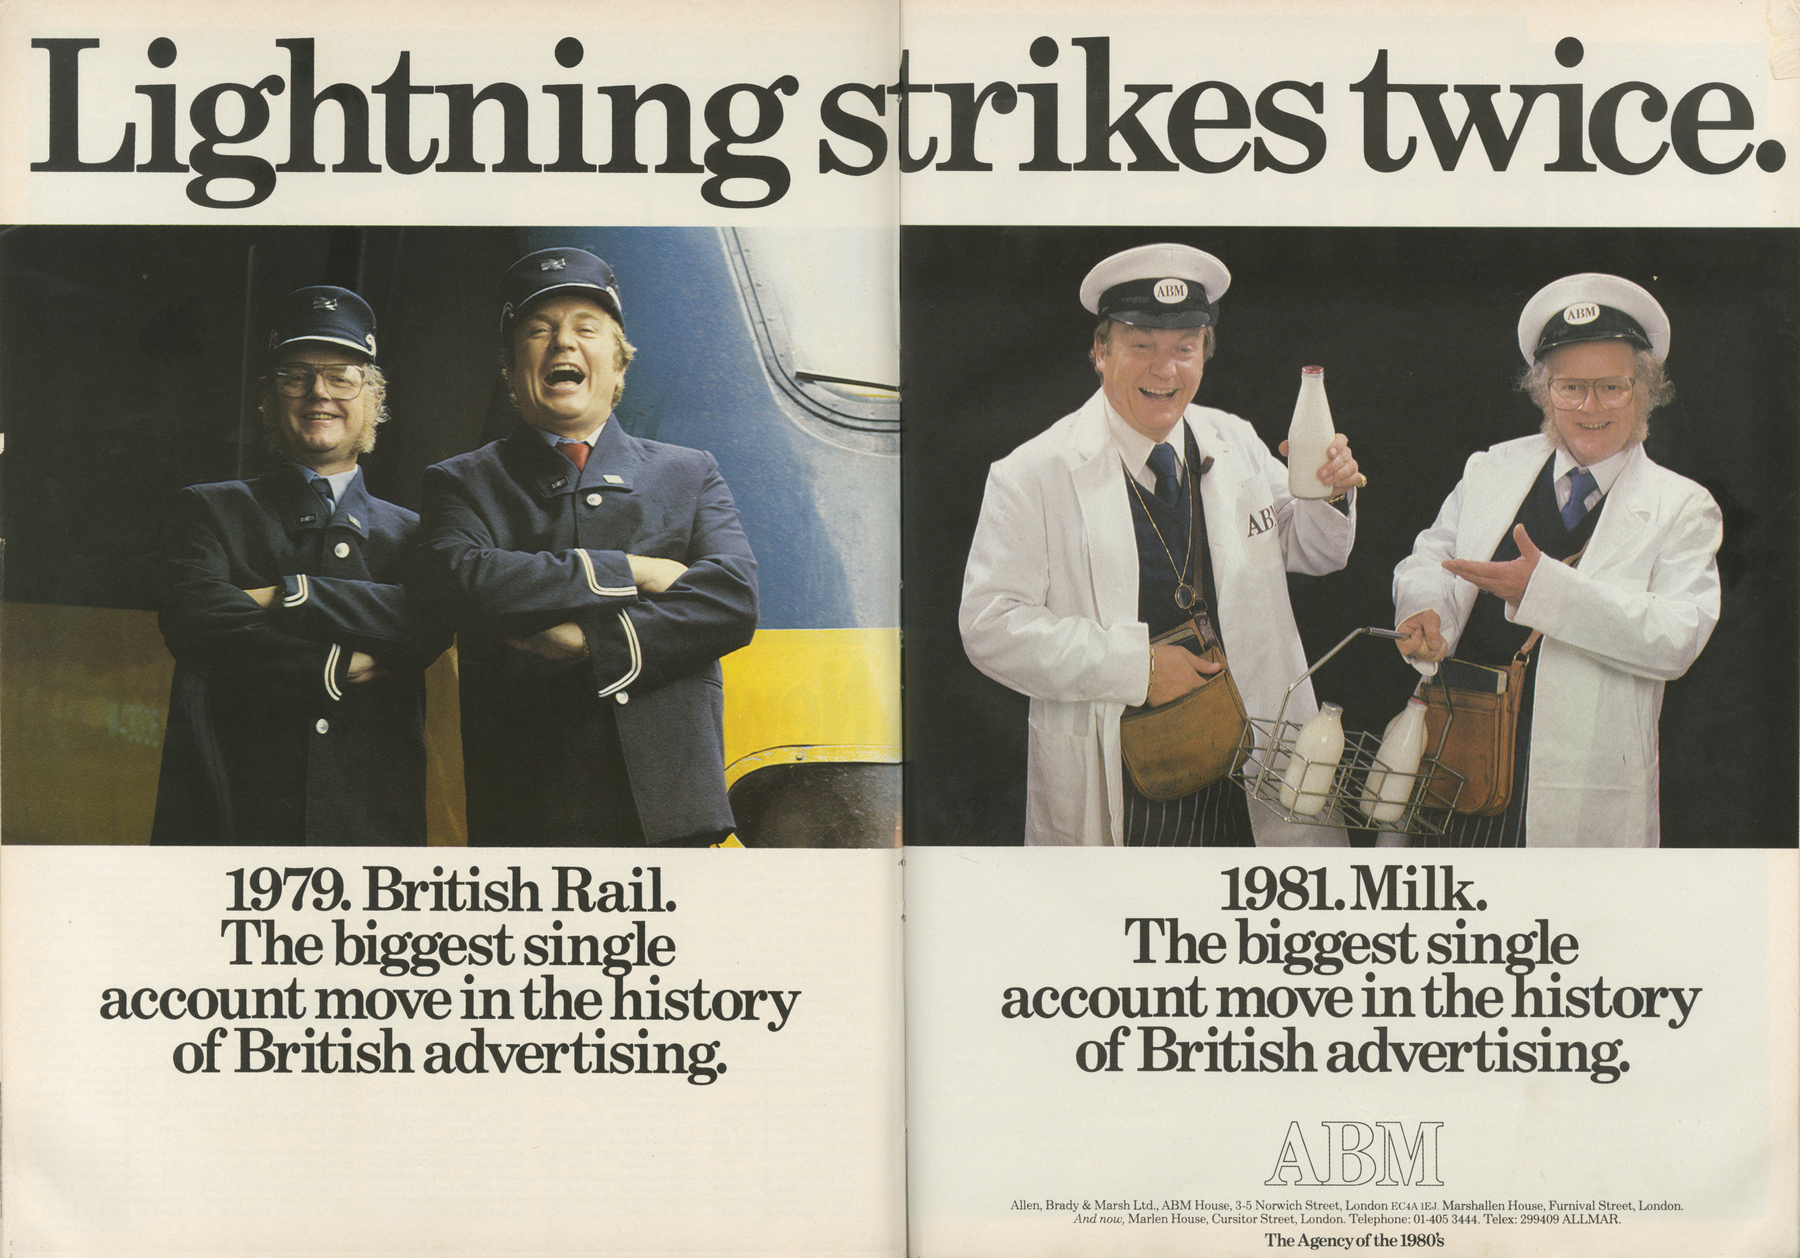 Lightning strikes twice.
ABM
ABM
AB
1979. British Rail.
The biggest single
account move in the history
of British advertising.
1981. Milk.
The biggest single
account move in the history
of British advertising.
ABM
Allen, Brady & Marsh Ltd., ABM House, 3-5 Norwich Street, London EC4A 1EJ. Marshallen House, Furnival Street, London.
And now, Marlen House, Cursitor Street, London. Telephone: 01-405 3444. Telex: 299409 ALLMAR.
The Agency of the 1980's